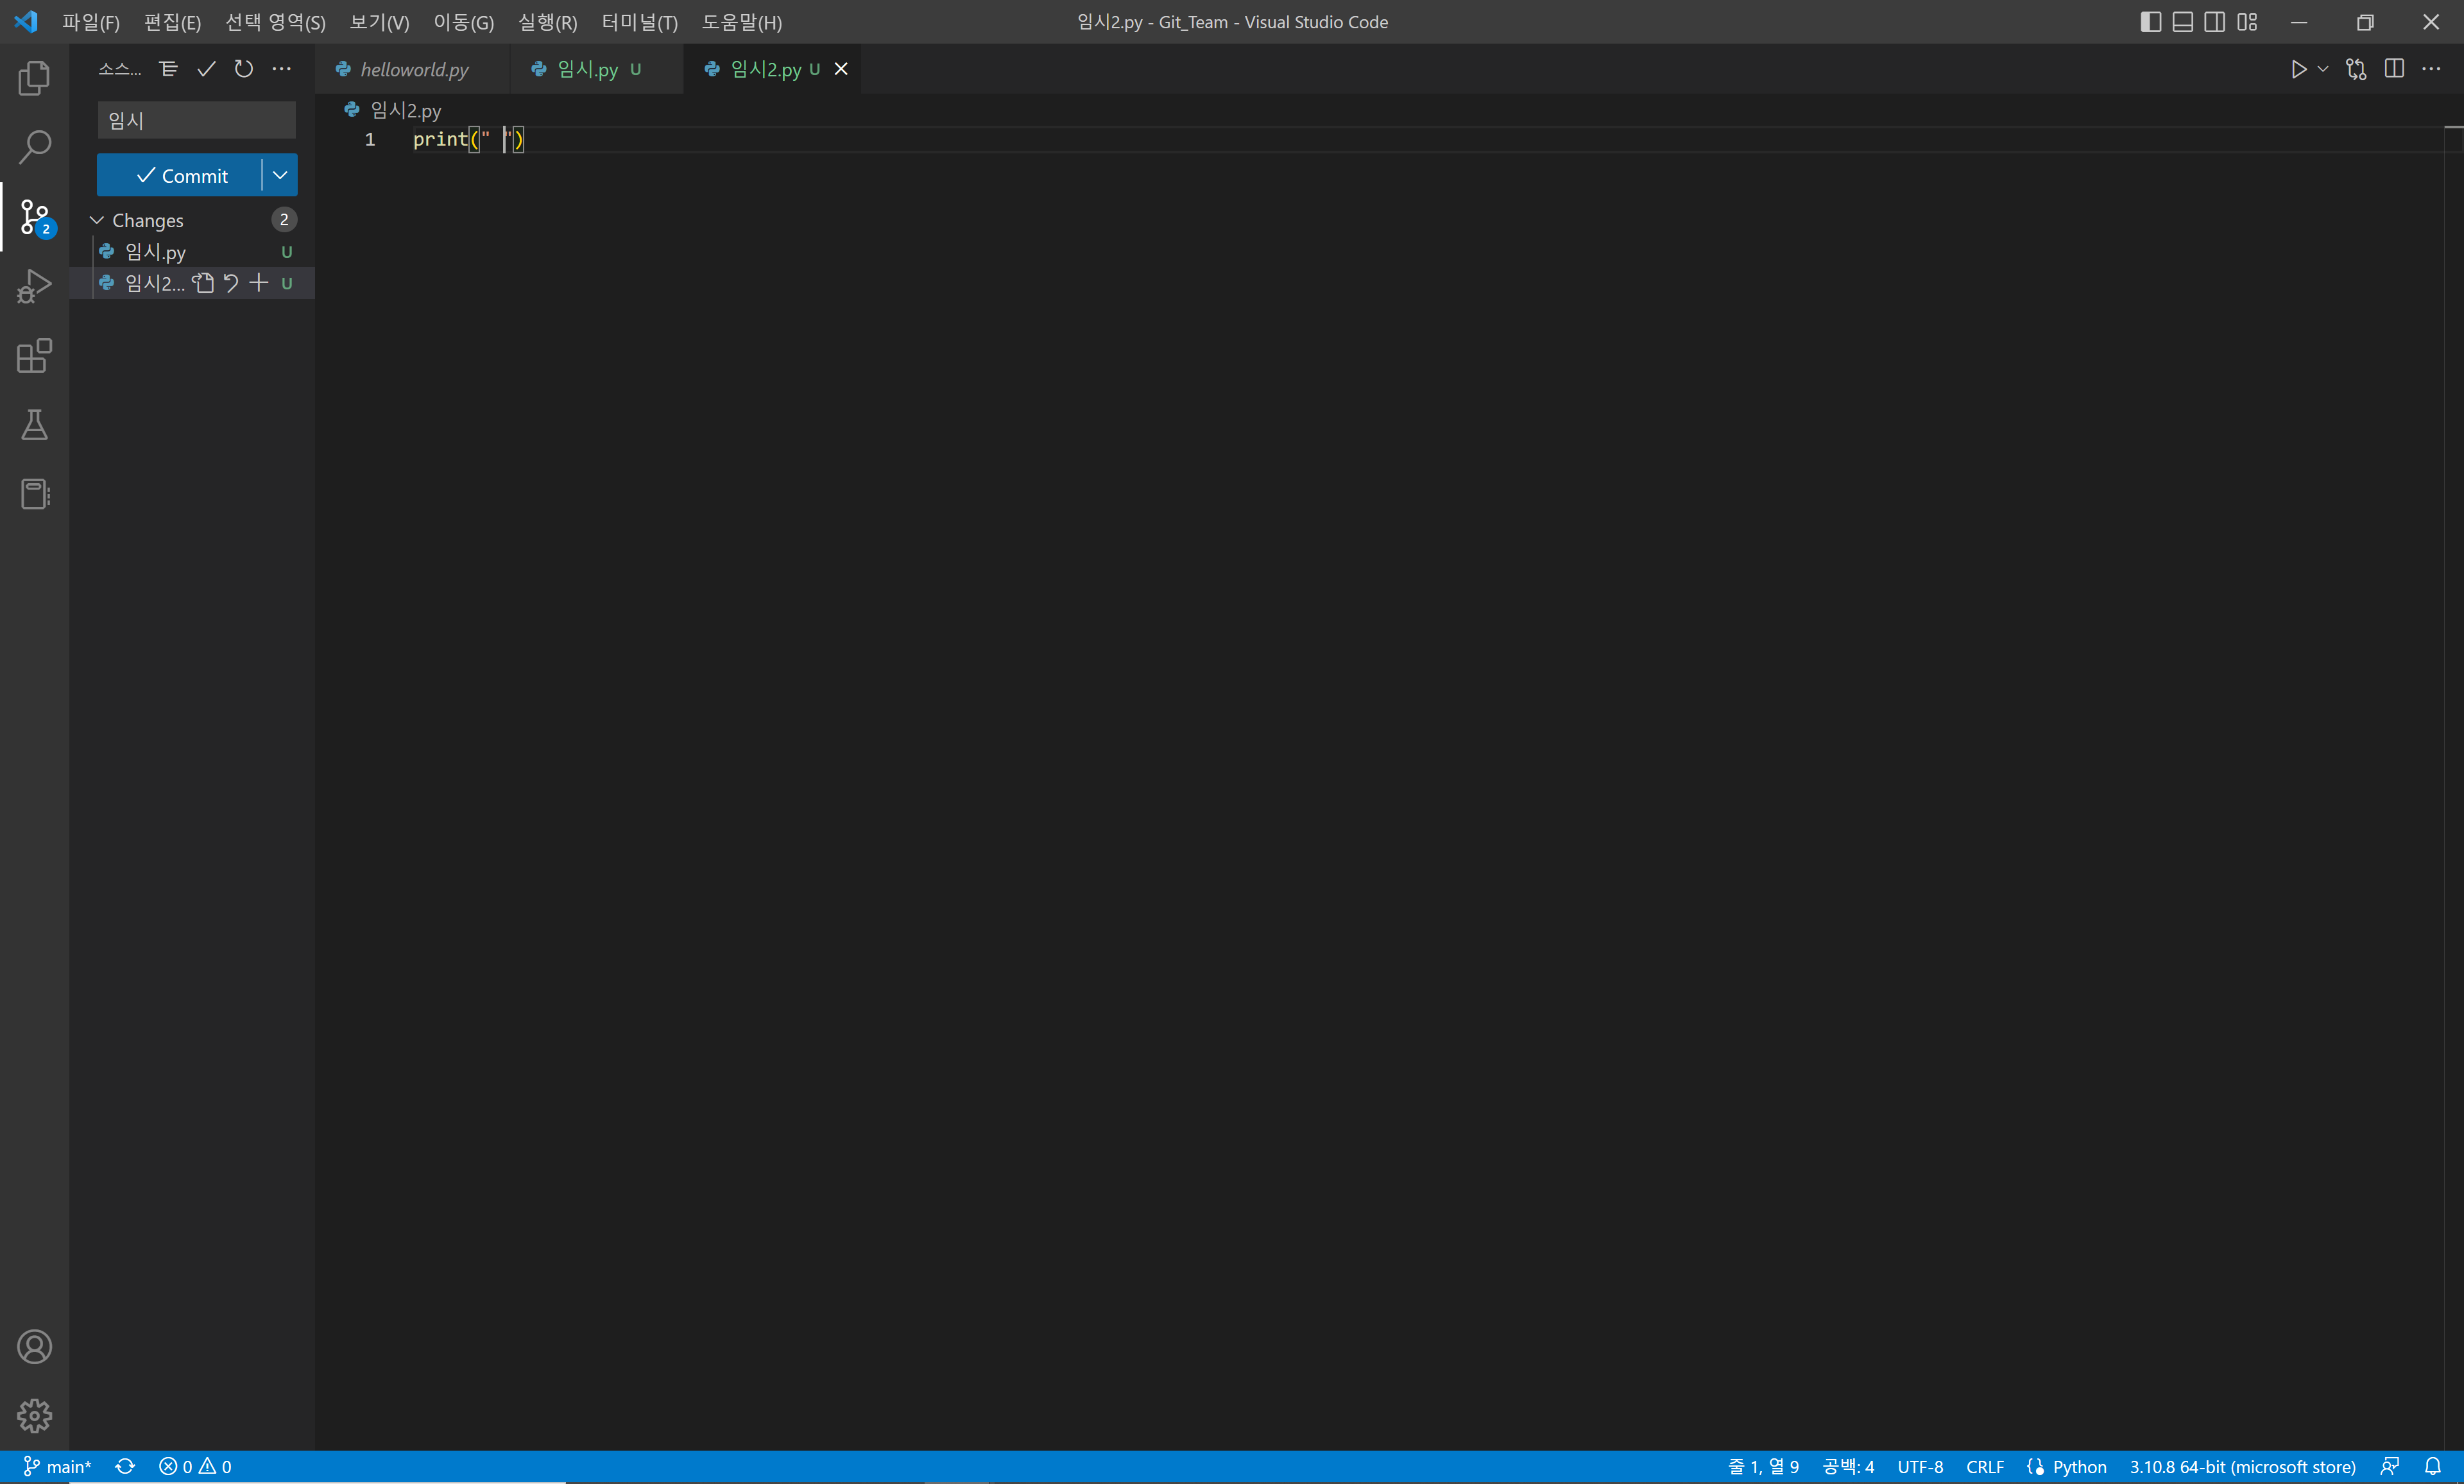 파일(F) 편집(E) 선택 영역(S) 보기(V) 이동(G) 실행(R) 터미널(T) 도움말(H) 임시2.py - Git_Team - Visual Studio Code
소스...
helloworld.py 임시.py U 임시2.py U
임시
Commit
Changes 2
임시.py U
임시2... U
2
임시2.py
1 print(" ")
main* 0 0 줄 1, 열 9 공백: 4 UTF-8 CRLF Python 3.10.8 64-bit (microsoft store)